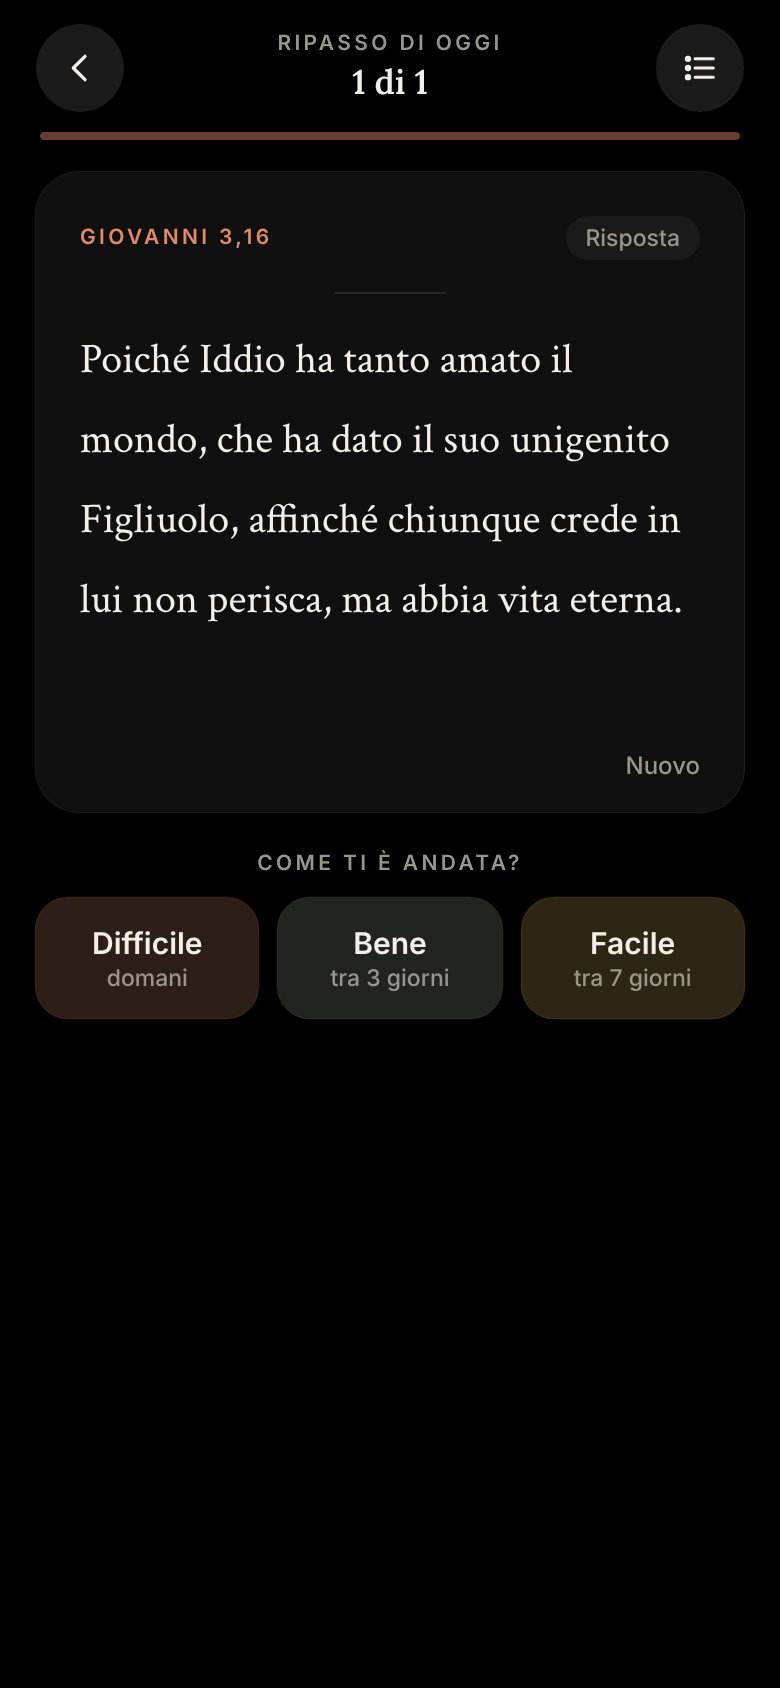 RIPASSO DI OGGI
1 di 1
GIOVANNI 3,16
Risposta
Poiché Iddio ha tanto amato il
mondo, che ha dato il suo unigenito
Figliuolo, affinché chiunque crede in
lui non perisca, ma abbia vita eterna.
Nuovo
COME TI È ANDATA?
Difficile
domani
Bene
tra 3 giorni
Facile
tra 7 giorni